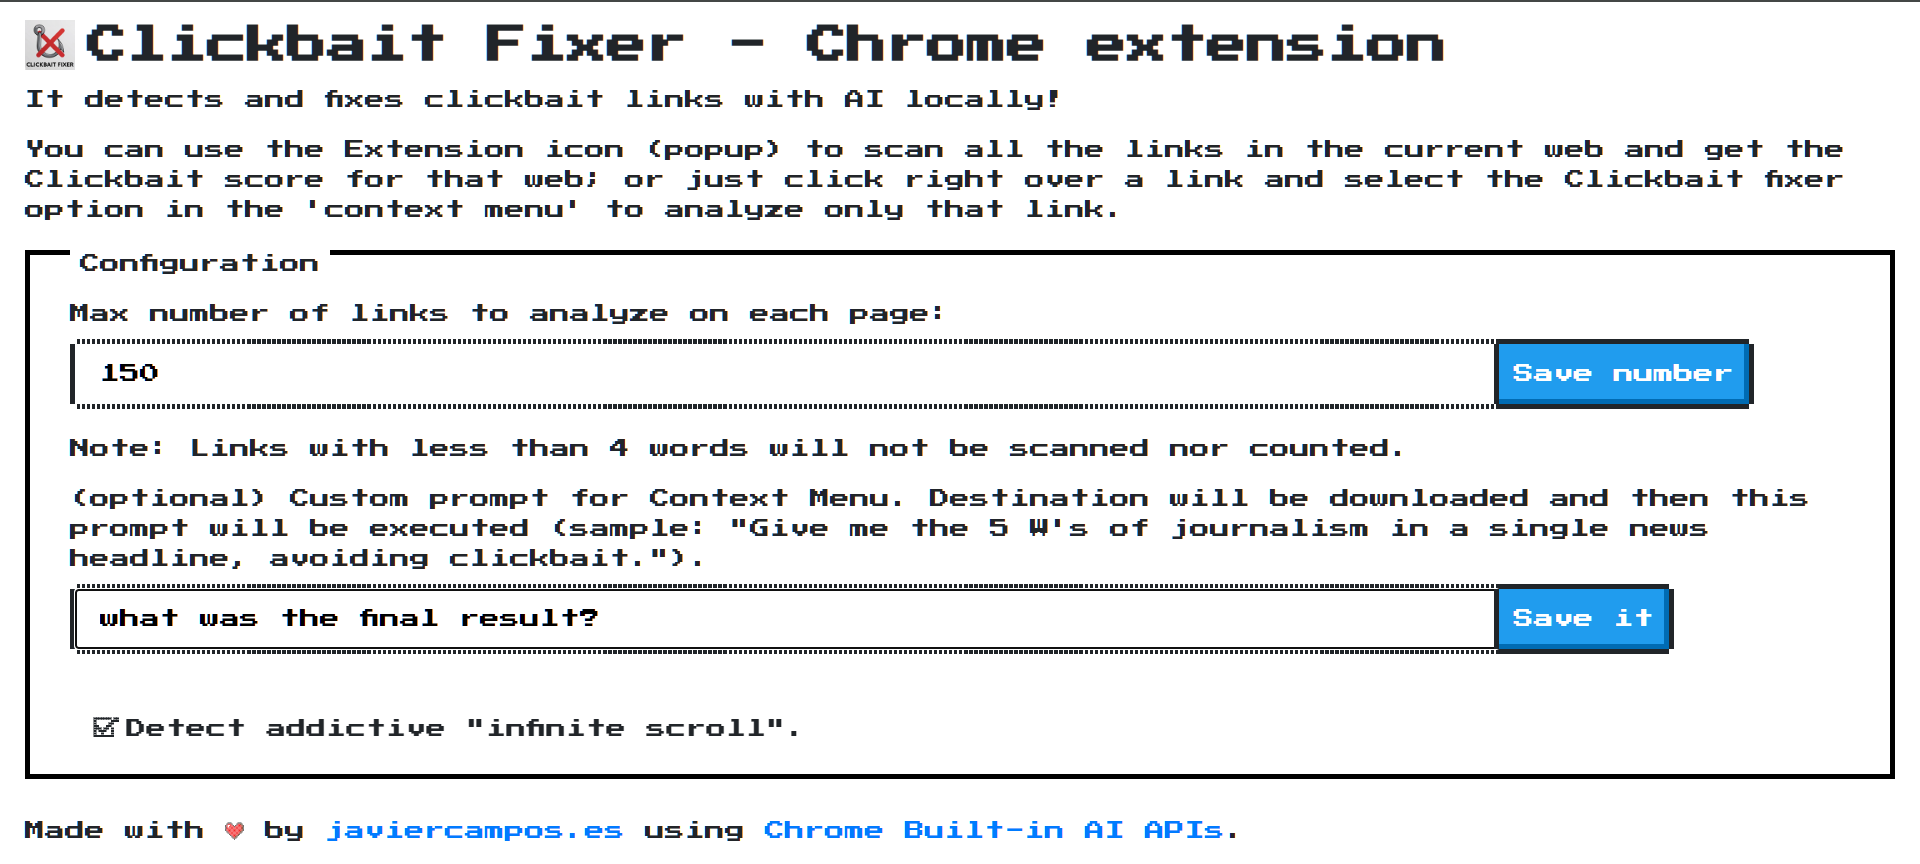 CLICKBAIT FIXER
Clickbait Fixer - Chrome extension
It detects and fixes clickbait links with AI locally!
You can use the Extension icon (popup) to scan all the links in the current web and get the
Clickbait score for that web; or just click right over a link and select the Clickbait fixer
option in the 'context menu' to analyze only that link.
Configuration
Max number of links to analyze on each page:
150
Save number
Note: Links with less than 4 words will not be scanned nor counted.
(optional) Custom prompt for Context Menu. Destination will be downloaded and then this
prompt will be executed (sample: "Give me the 5 W's of journalism in a single news
headline, avoiding clickbait.").
what was the final result?
Save it
Detect addictive "infinite scroll".
Made with ❤ by javiercampos.es using Chrome Built-in AI APIs.